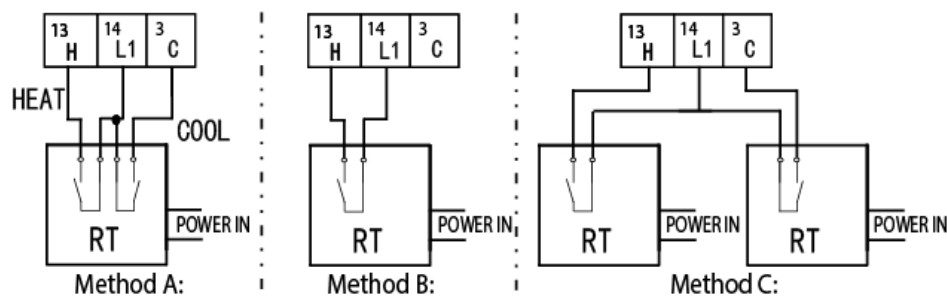 13 14 3
H L1 C
HEAT
COOL
RT
POWER IN
Method A:
13 14 3
H L1 C
RT
POWER IN
Method B:
13 14 3
H L1 C
RT
POWER IN
RT
POWER IN
Method C: